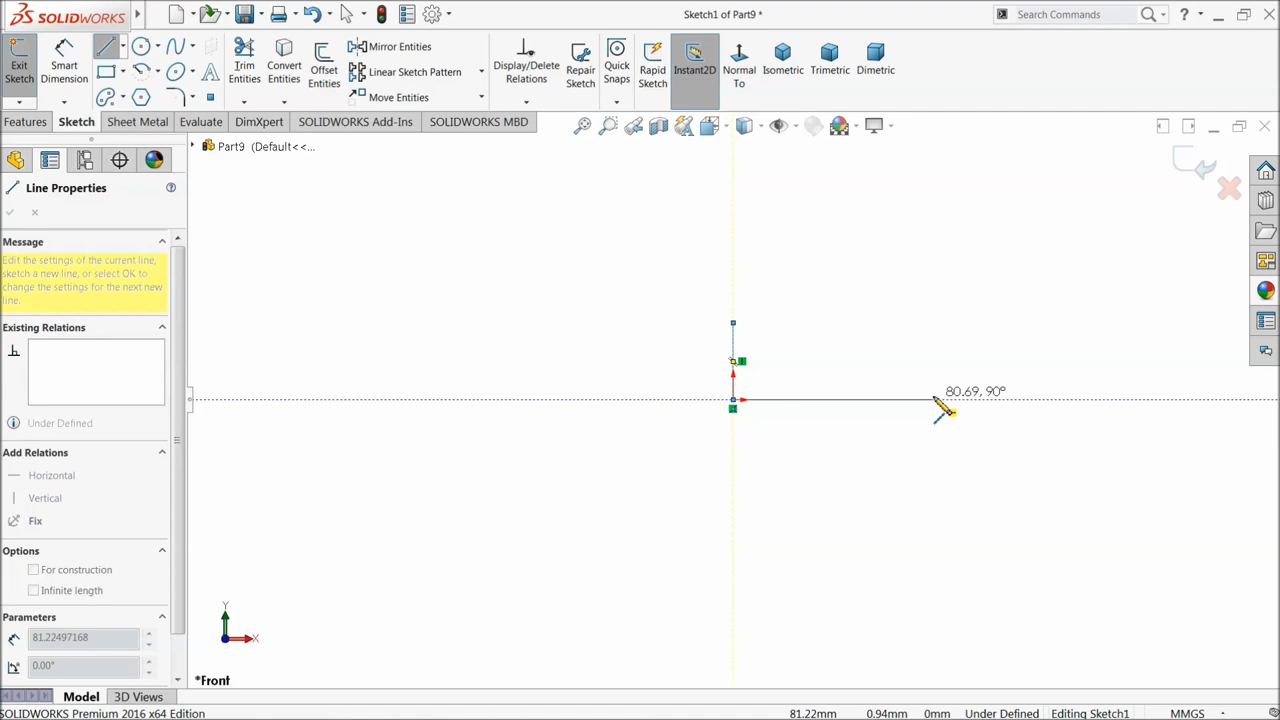 SOLIDWORKS
Sketch1 of Part9 *
Search Commands
?
Exit Sketch
Smart Dimension
Trim Entities
Convert Entities
Offset Entities
Mirror Entities
Linear Sketch Pattern
Move Entities
Display/Delete Relations
Repair Sketch
Quick Snaps
Rapid Sketch
Instant2D
Normal To
Isometric
Trimetric
Dimetric
Features
Sketch
Sheet Metal
Evaluate
DimXpert
SOLIDWORKS Add-Ins
SOLIDWORKS MBD
Part9 (Default<<...
Line Properties
Message
Edit the settings of the current line,
sketch a new line, or select OK to
change the settings for the next new
line.
Existing Relations
Under Defined
Add Relations
Horizontal
Vertical
Fix
Options
For construction
Infinite length
Parameters
81.22497168
0.00°
80.69, 90°
Y
X
*Front
Model
3D Views
SOLIDWORKS Premium 2016 x64 Edition
81.22mm
0.94mm
0mm
Under Defined
Editing Sketch1
MMGS